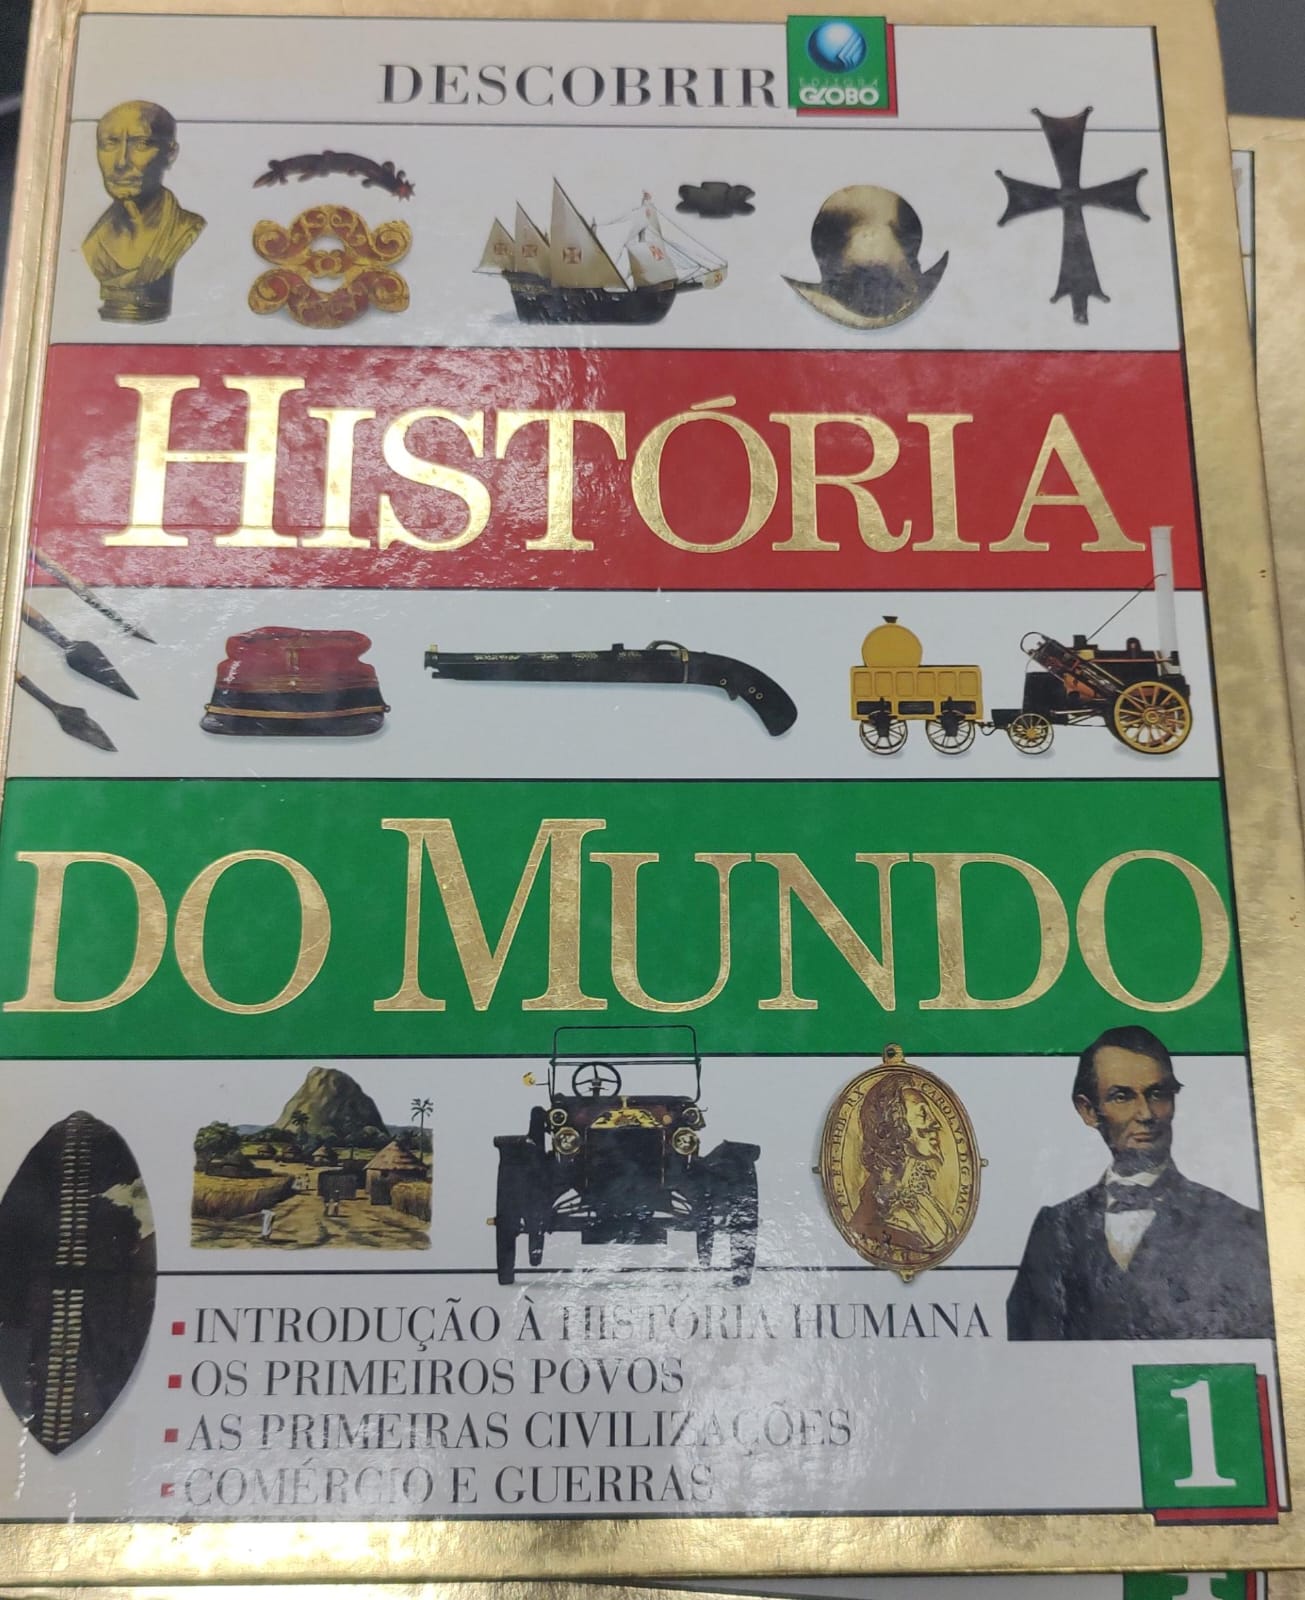 DESCOBRIR
EDITORA
GLOBO
HISTÓRIA
DO MUNDO
CAROLVS DG MAG
INTRODUÇÃO À HISTÓRIA HUMANA
OS PRIMEIROS POVOS
AS PRIMEIRAS CIVILIZAÇÕES
COMÉRCIO E GUERRAS
1